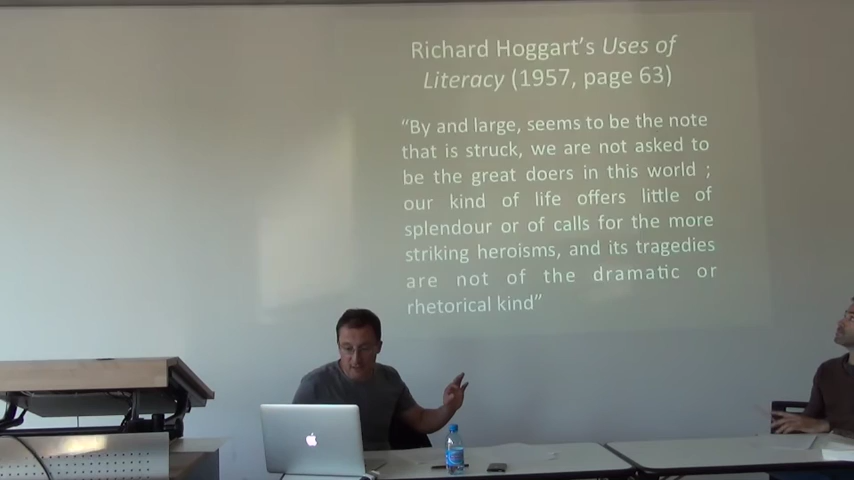 Richard Hoggart's Uses of
Literacy (1957, page 63)
"By and large, seems to be the note
that is struck, we are not asked to
be the great doers in this world ;
our kind of life offers little of
splendour or of calls for the more
striking heroisms, and its tragedies
are not of the dramatic or
rhetorical kind"